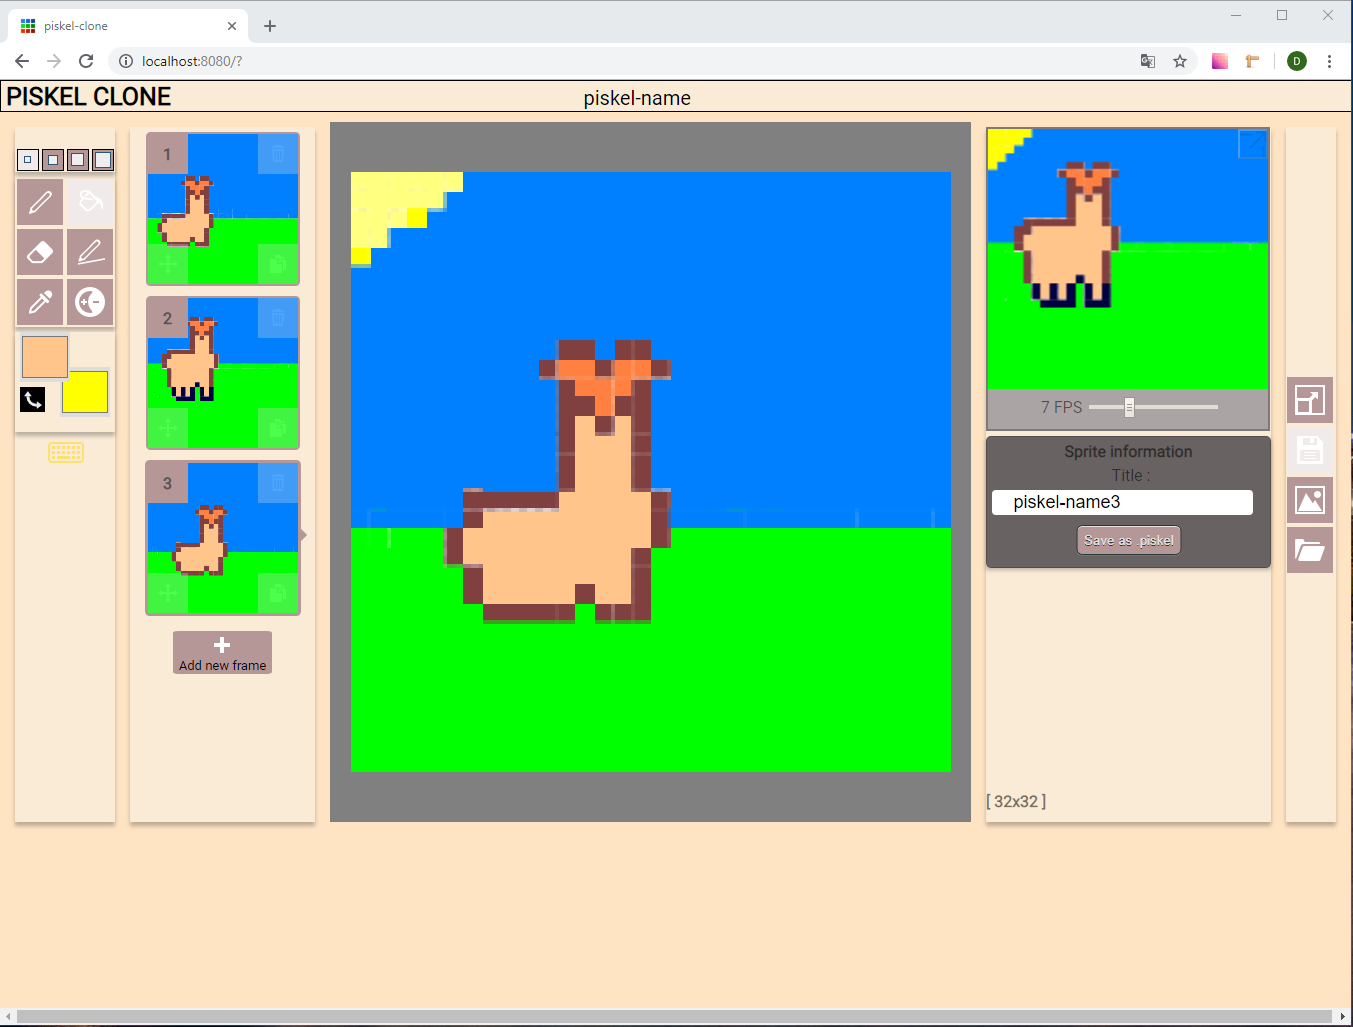 piskel-clone
localhost:8080/?
D
PISKEL CLONE
piskel-name
1
2
3
Add new frame
7 FPS
Sprite information
Title :
piskel-name3
Save as .piskel
[ 32x32 ]